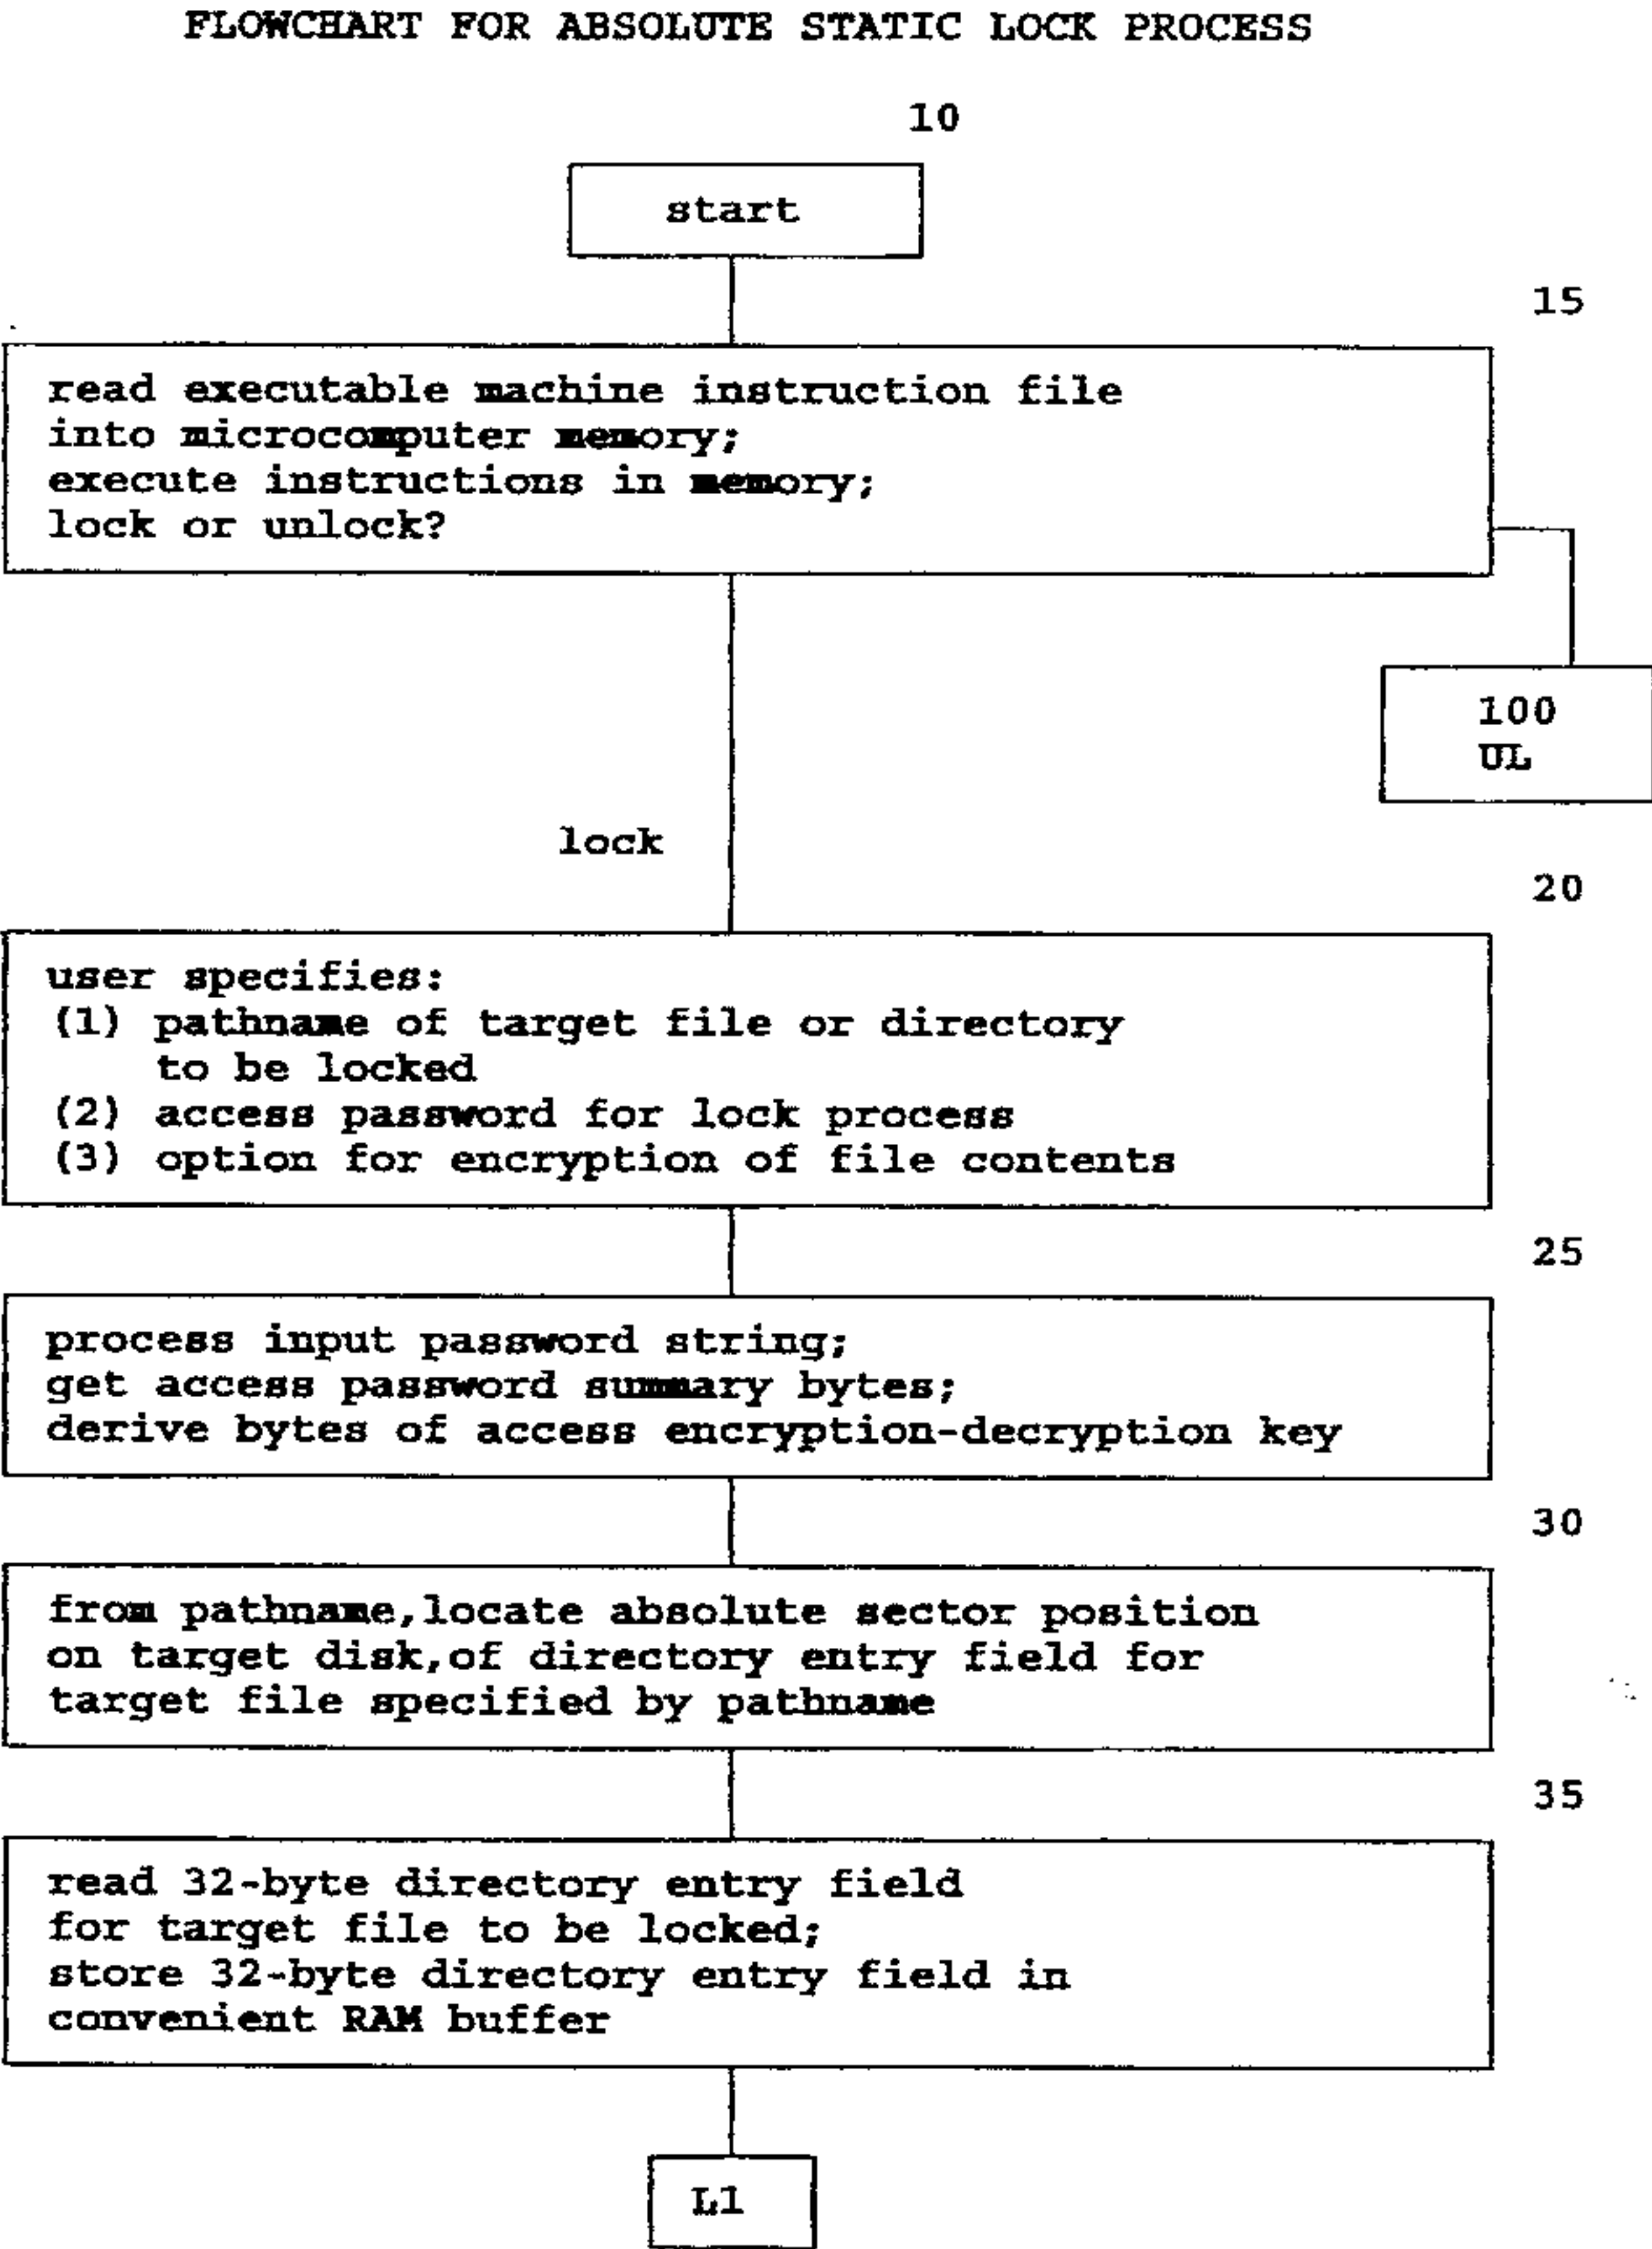 FLOWCHART FOR ABSOLUTE STATIC LOCK PROCESS
10
start
15
read executable machine instruction file
into microcomputer memory;
execute instructions in memory;
lock or unlock?
100
UL
lock
20
user specifies:
(1) pathname of target file or directory
to be locked
(2) access password for lock process
(3) option for encryption of file contents
25
process input password string;
get access password summary bytes;
derive bytes of access encryption-decryption key
30
from pathname,locate absolute sector position
on target disk,of directory entry field for
target file specified by pathname
35
read 32-byte directory entry field
for target file to be locked;
store 32-byte directory entry field in
convenient RAM buffer
L1